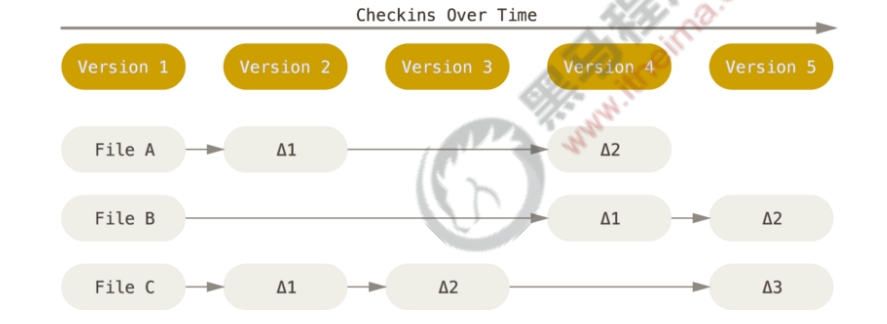 Checkins Over Time
Version 1 Version 2 Version 3 Version 4 Version 5
File A Δ1 Δ2
File B Δ1 Δ2
File C Δ1 Δ2 Δ3
黑马程
www.itheima.